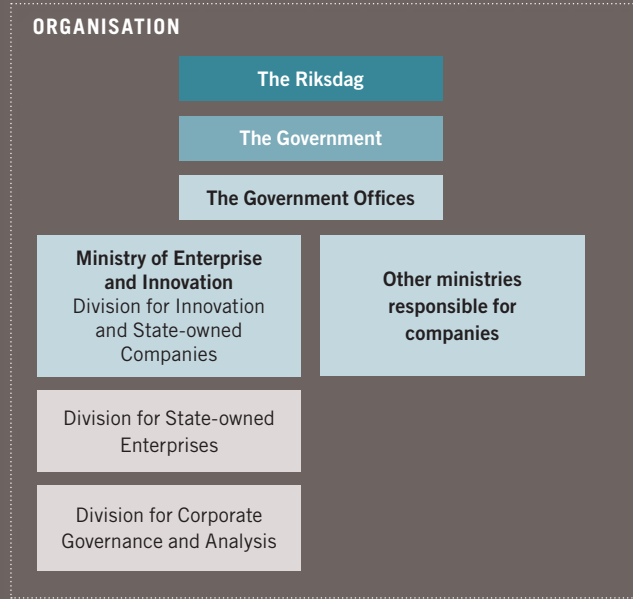 ORGANISATION
The Riksdag
The Government
The Government Offices
Ministry of Enterprise
and Innovation
Division for Innovation
and State-owned
Companies
Other ministries
responsible for
companies
Division for State-owned
Enterprises
Division for Corporate
Governance and Analysis